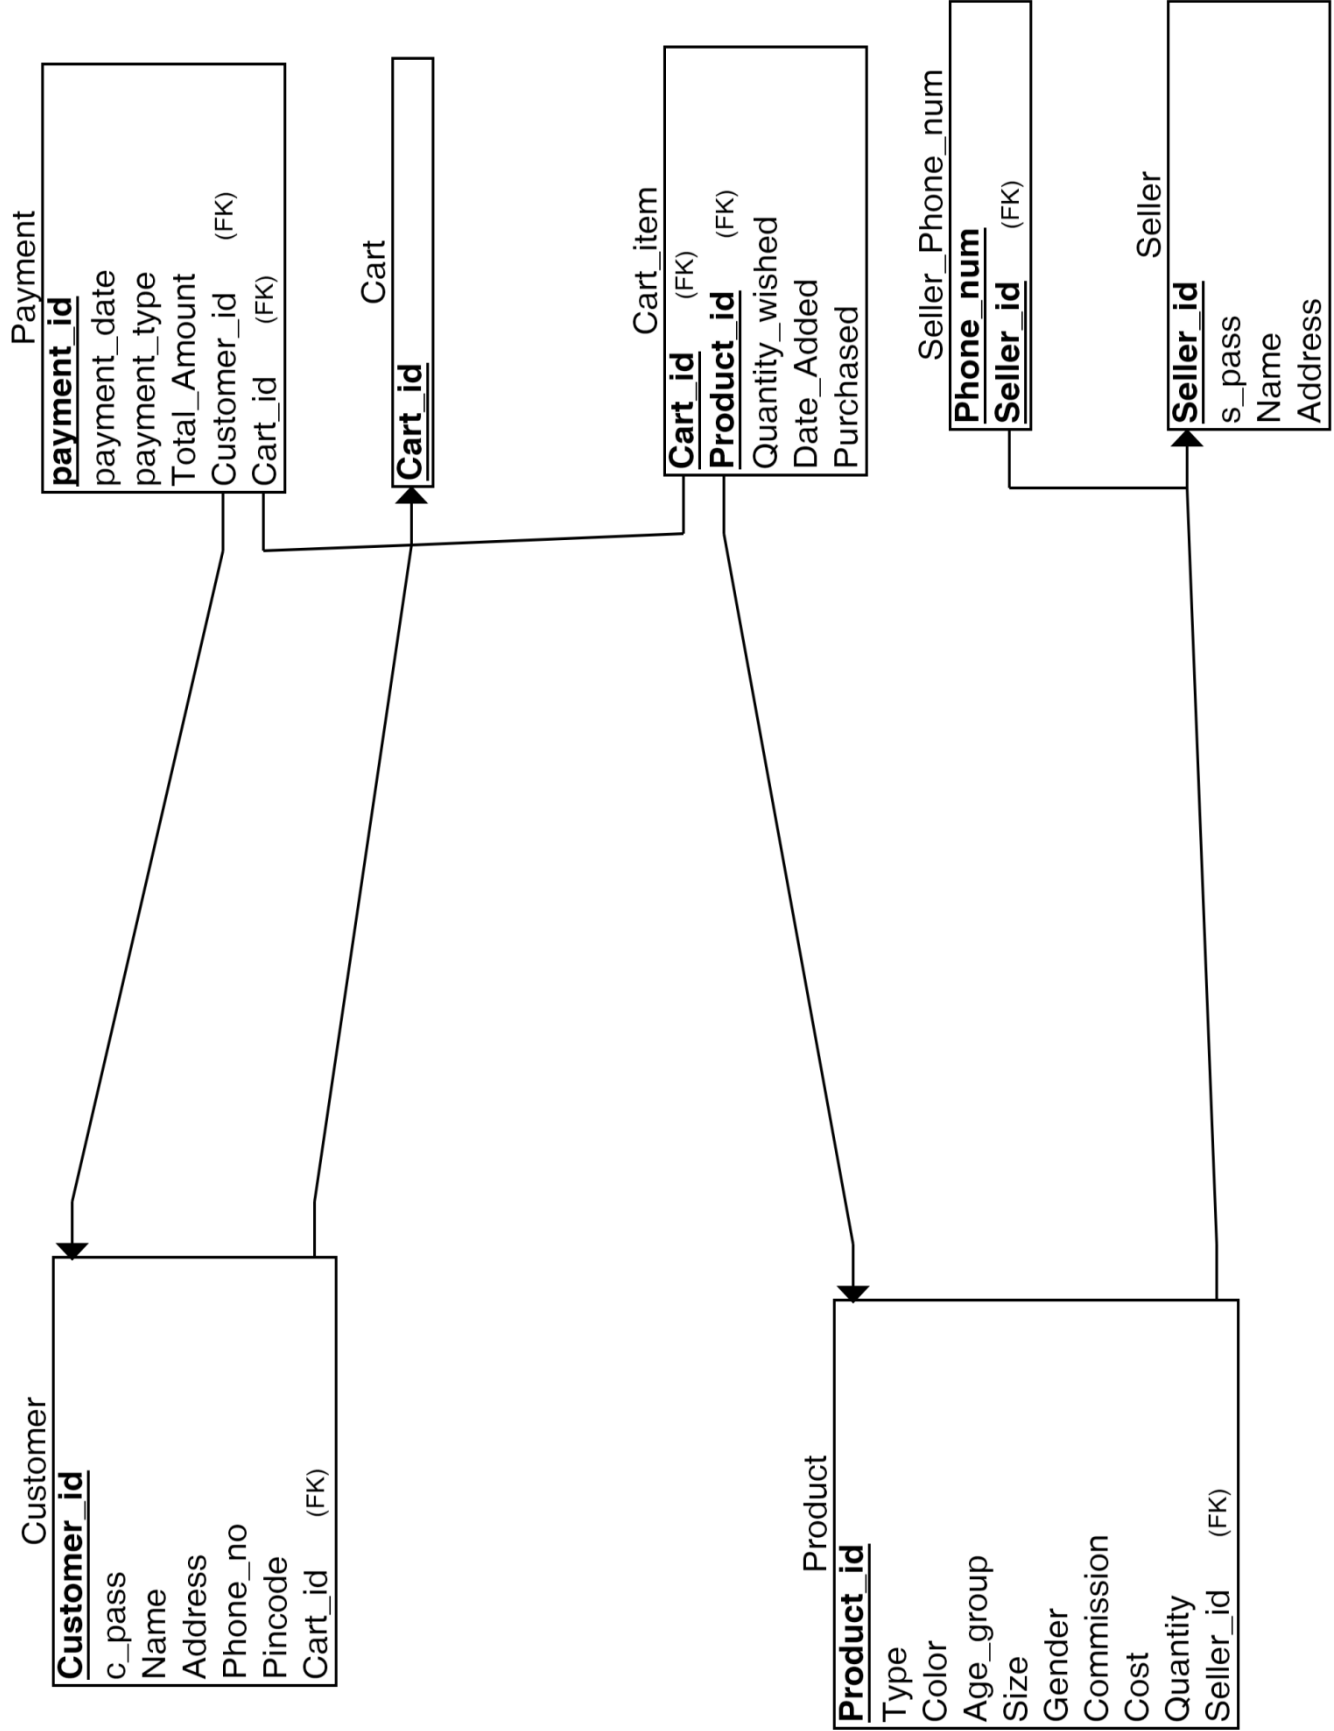 Customer
Customer_id
c_pass
Name
Address
Phone_no
Pincode
Cart_id (FK)
Product
Product_id
Type
Color
Age_group
Size
Gender
Commission
Cost
Quantity
Seller_id (FK)
Payment
payment_id
payment_date
payment_type
Total_Amount
Customer_id (FK)
Cart_id (FK)
Cart
Cart_id
Cart_item
Cart_id (FK)
Product_id (FK)
Quantity_wished
Date_Added
Purchased
Seller_Phone_num
Phone_num
Seller_id (FK)
Seller
Seller_id
s_pass
Name
Address